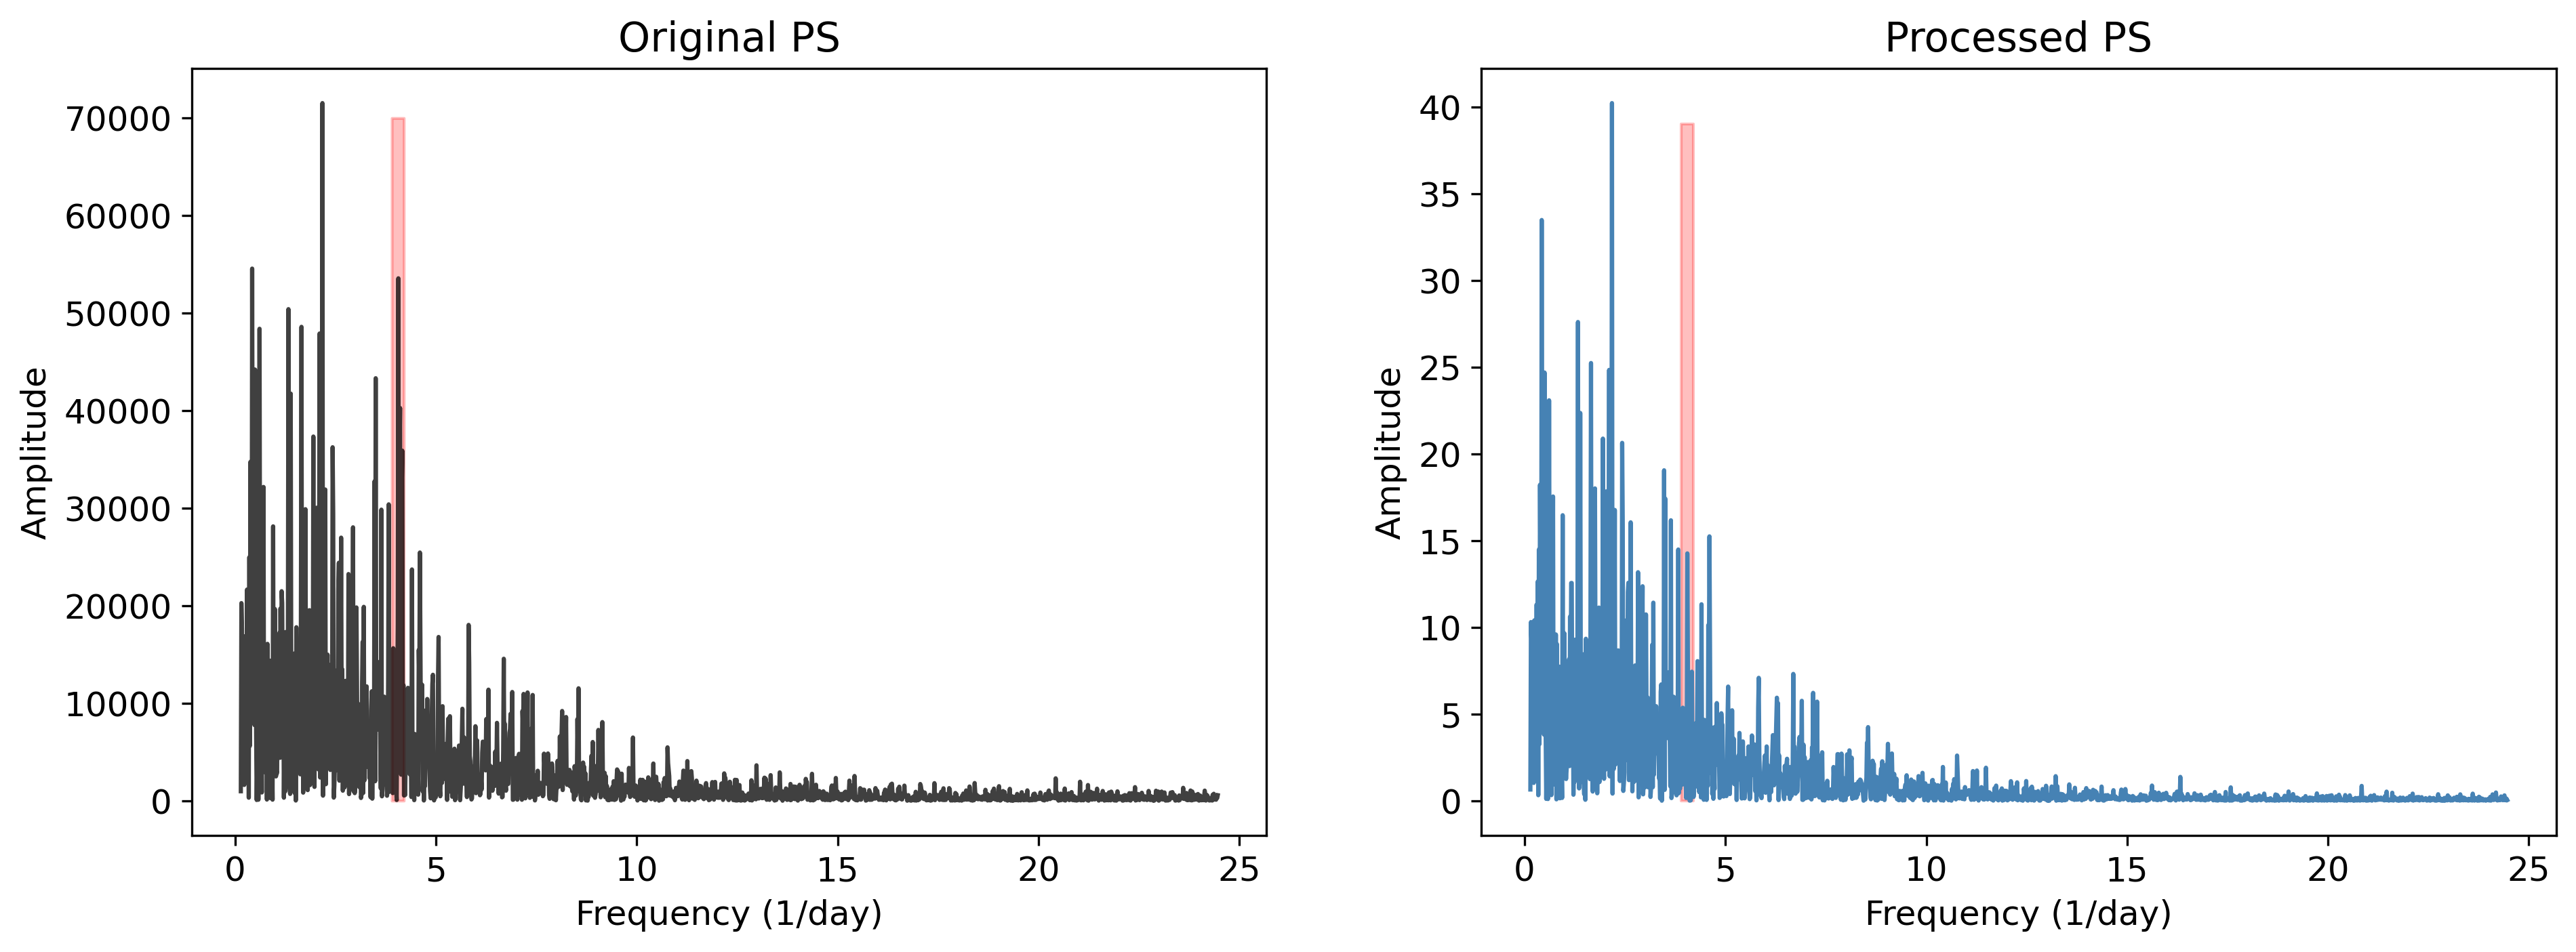 Original PS
Amplitude
70000
60000
50000
40000
30000
20000
10000
0
0 5 10 15 20 25
Frequency (1/day)
Processed PS
Amplitude
40
35
30
25
20
15
10
5
0
0 5 10 15 20 25
Frequency (1/day)